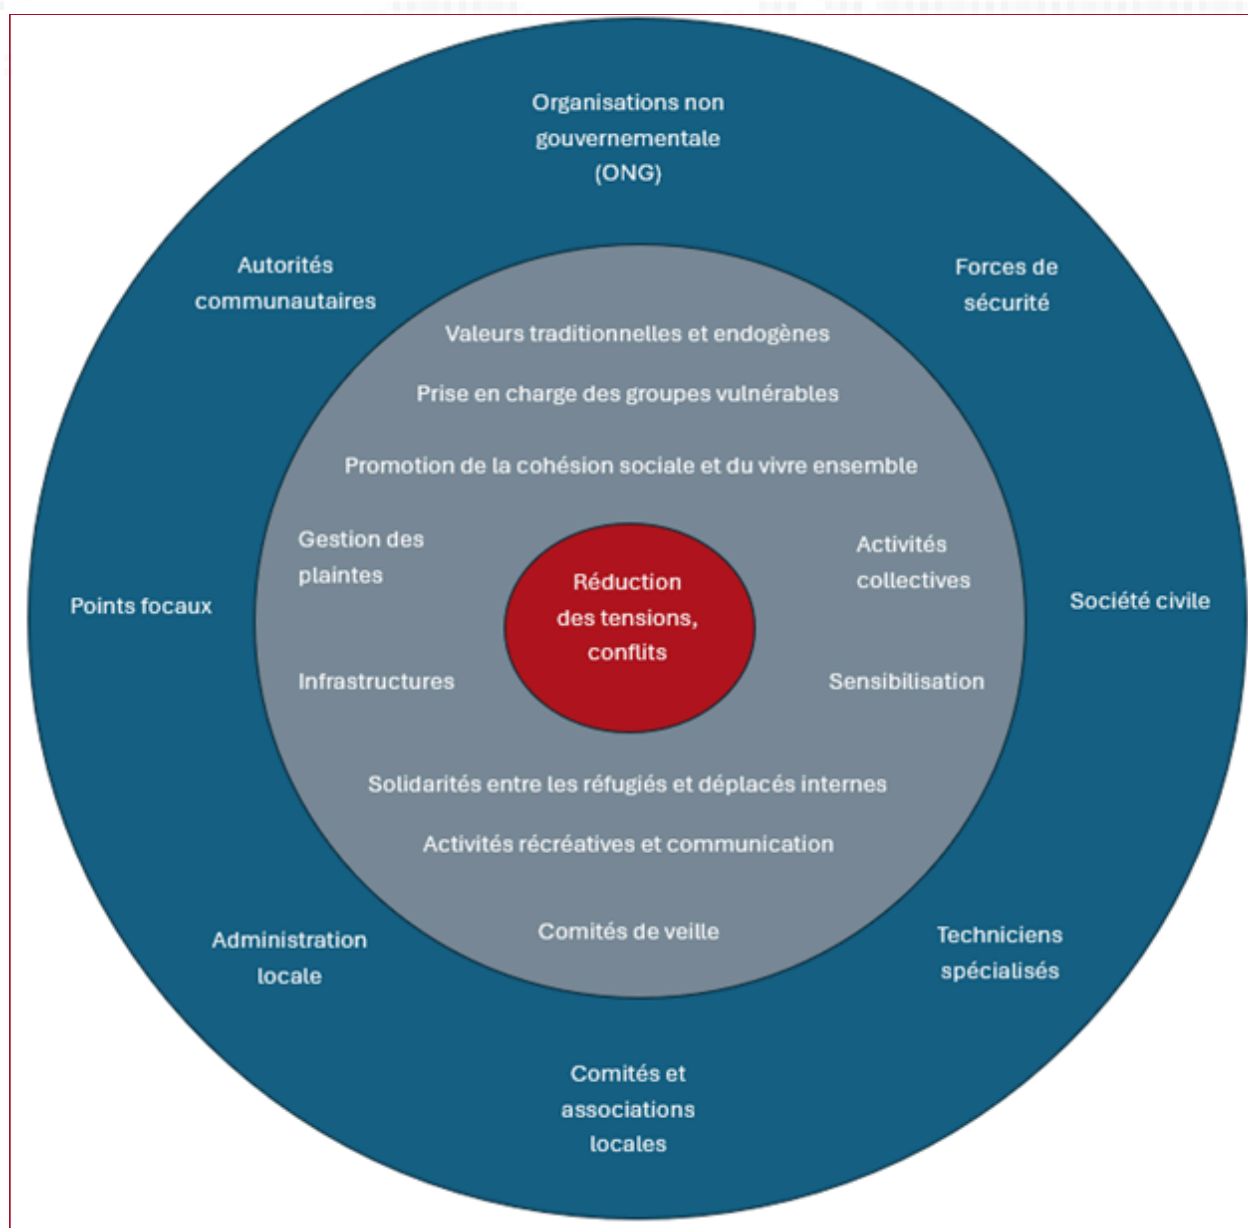 Organisations non
gouvernementale
(ONG)
Autorités
communautaires
Forces de
sécurité
Valeurs traditionnelles et endogènes
Prise en charge des groupes vulnérables
Promotion de la cohésion sociale et du vivre ensemble
Gestion des
plaintes
Activités
collectives
Réduction
des tensions,
conflits
Points focaux
Société civile
Infrastructures
Sensibilisation
Solidarités entre les réfugiés et déplacés internes
Activités récréatives et communication
Comités de veille
Administration
locale
Techniciens
spécialisés
Comités et
associations
locales